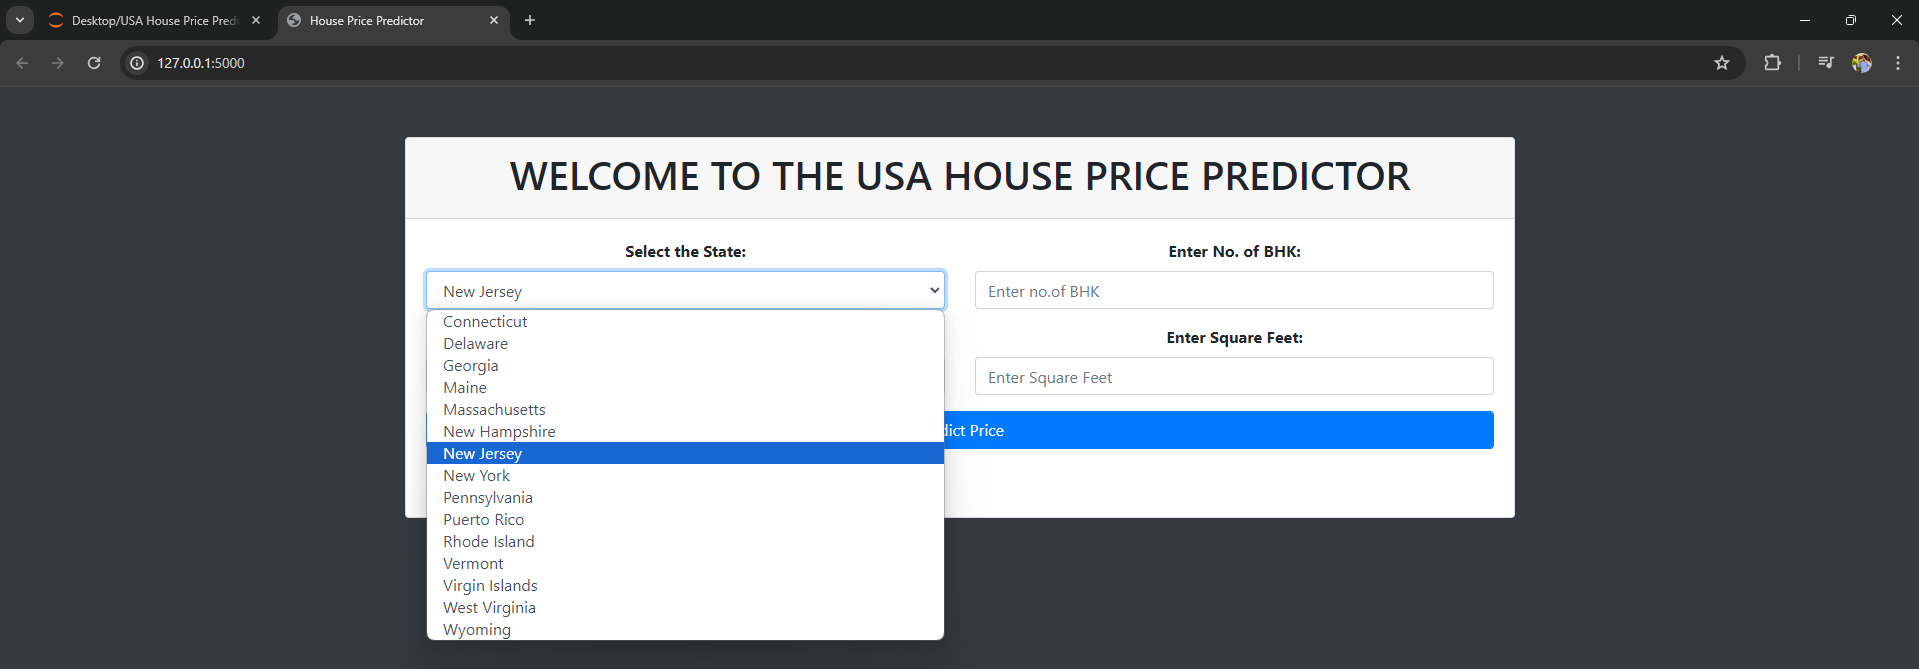 Desktop/USA House Price Predi
House Price Predictor
127.0.0.1:5000
WELCOME TO THE USA HOUSE PRICE PREDICTOR
Select the State:
Enter No. of BHK:
New Jersey
Enter no.of BHK
Connecticut
Delaware
Enter Square Feet:
Georgia
Enter Square Feet
Maine
Massachusetts
New Hampshire
dict Price
New Jersey
New York
Pennsylvania
Puerto Rico
Rhode Island
Vermont
Virgin Islands
West Virginia
Wyoming